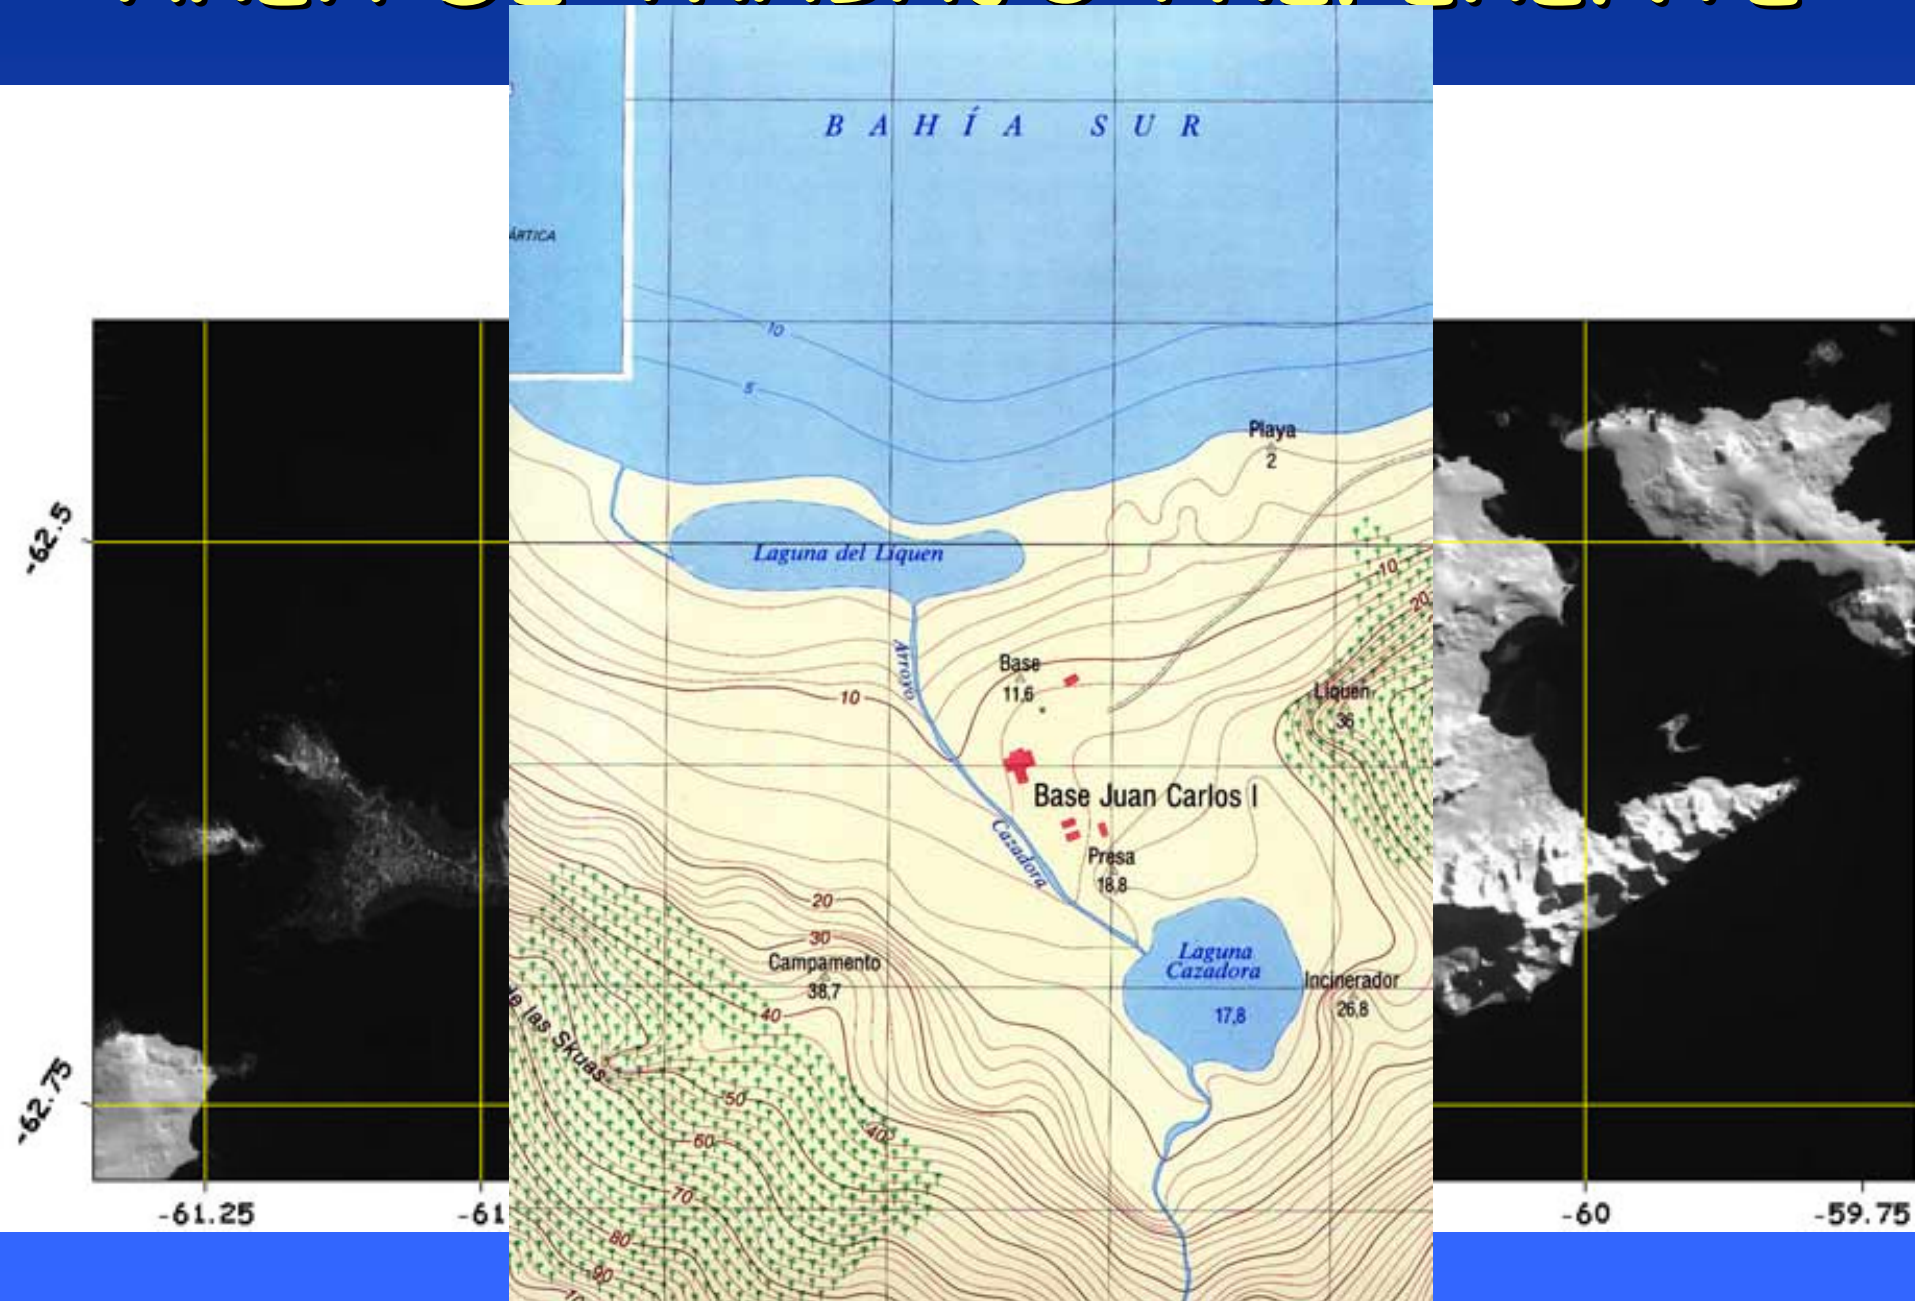 BAHÍA SUR
ÁRTICA
10
5
Playa
2
-62.5
Laguna del Liquen
10
20
Arroyo
Base
11,6
10
Liquen
36
Base Juan Carlos I
Cazadora
Presa
18,8
20
30
Campamento
38,7
Laguna
Cazadora
17,8
Incinerador
26,8
40
de las Skuas
50
40
60
70
80
90
-62.75
-61.25
-61
-60
-59.75